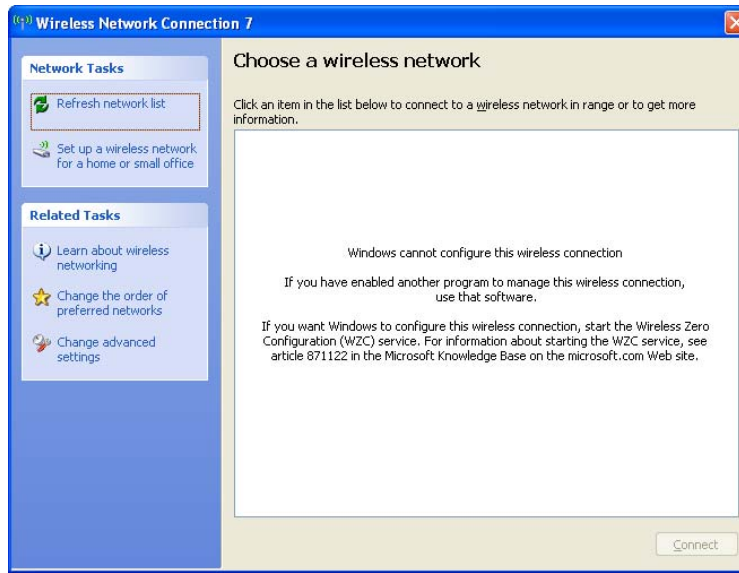 Wireless Network Connection 7
Network Tasks
Refresh network list
Set up a wireless network
for a home or small office
Related Tasks
Learn about wireless
networking
Change the order of
preferred networks
Change advanced
settings
Choose a wireless network
Click an item in the list below to connect to a wireless network in range or to get more
information.
Windows cannot configure this wireless connection
If you have enabled another program to manage this wireless connection,
use that software.
If you want Windows to configure this wireless connection, start the Wireless Zero
Configuration (WZC) service. For information about starting the WZC service, see
article 871122 in the Microsoft Knowledge Base on the microsoft.com Web site.
Connect